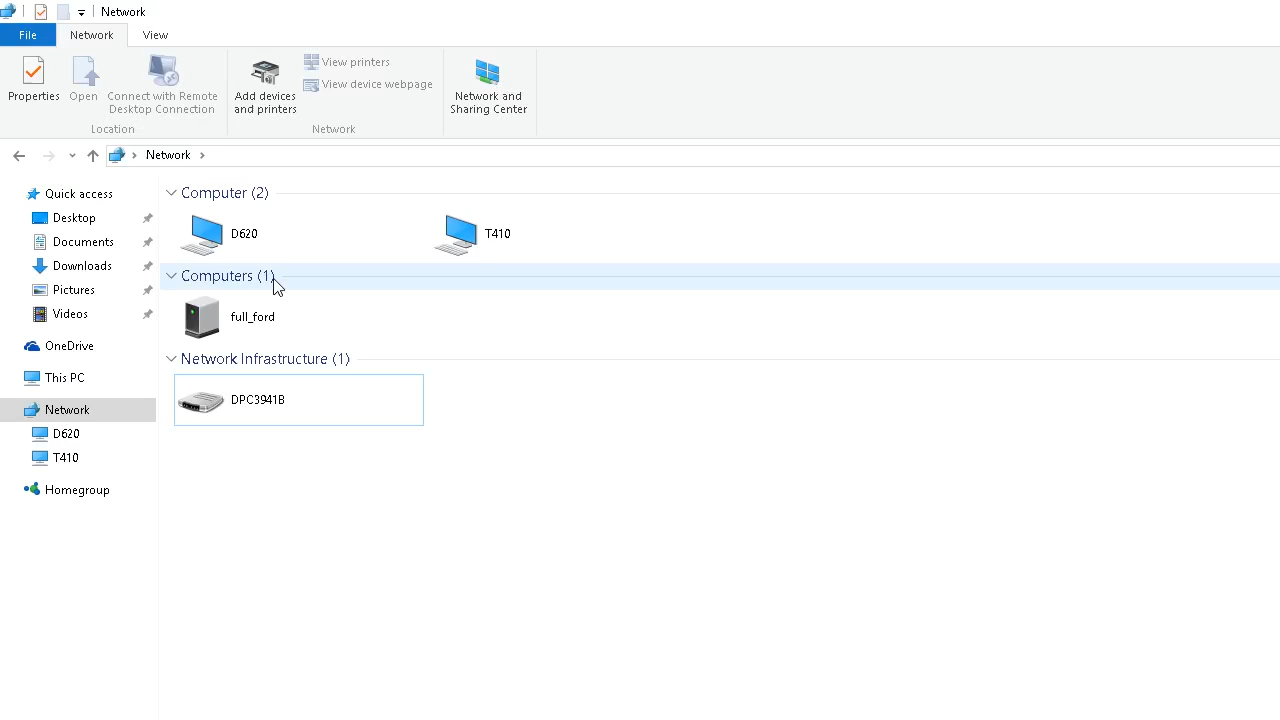 Network
File Network View
Properties Open Connect with Remote Desktop Connection
Location
Add devices and printers
View printers
View device webpage
Network
Network and Sharing Center
Network
Quick access
Desktop
Documents
Downloads
Pictures
Videos
OneDrive
This PC
Network
D620
T410
Homegroup
Computer (2)
D620 T410
Computers (1)
full_ford
Network Infrastructure (1)
DPC3941B